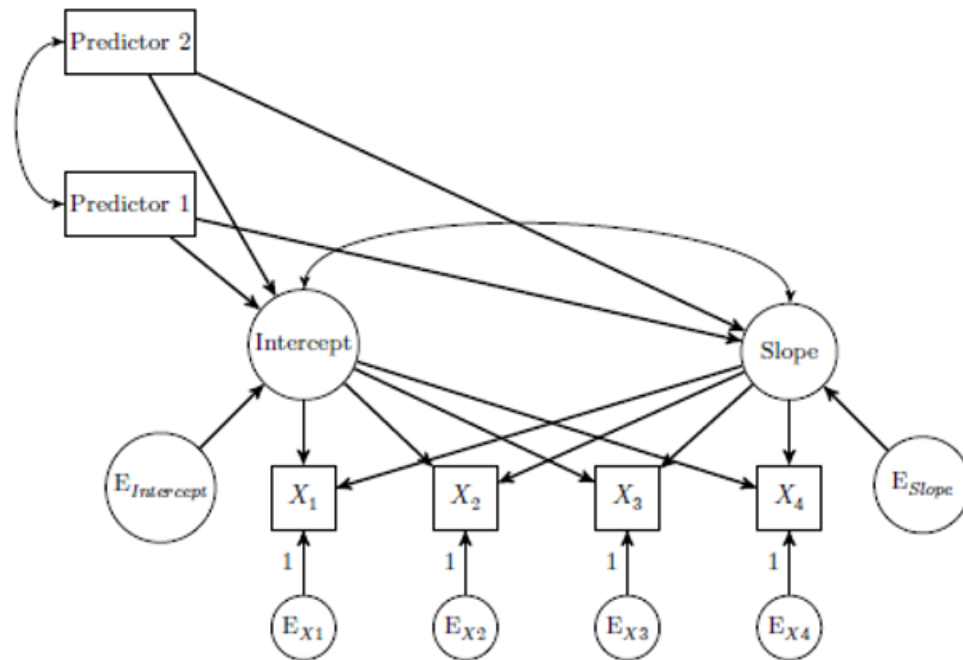 Predictor 2
Predictor 1
Intercept
Slope
E_Intercept
X_1
X_2
X_3
X_4
E_Slope
1
1
1
1
E_X1
E_X2
E_X3
E_X4